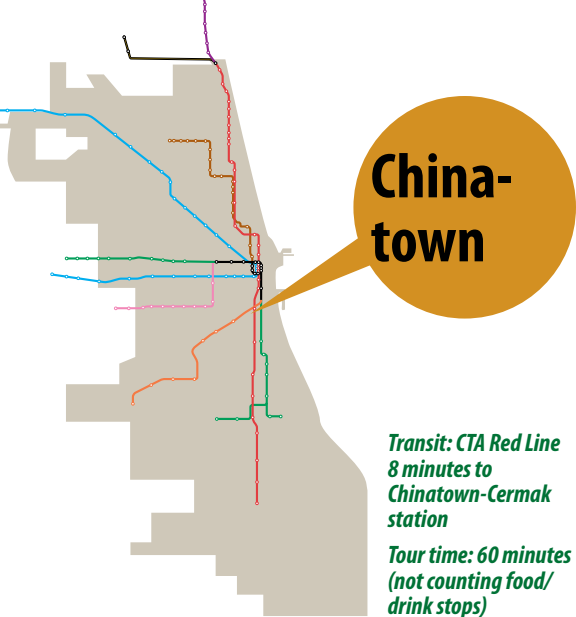 China-
town
Transit: CTA Red Line
8 minutes to
Chinatown-Cermak
station
Tour time: 60 minutes
(not counting food/
drink stops)